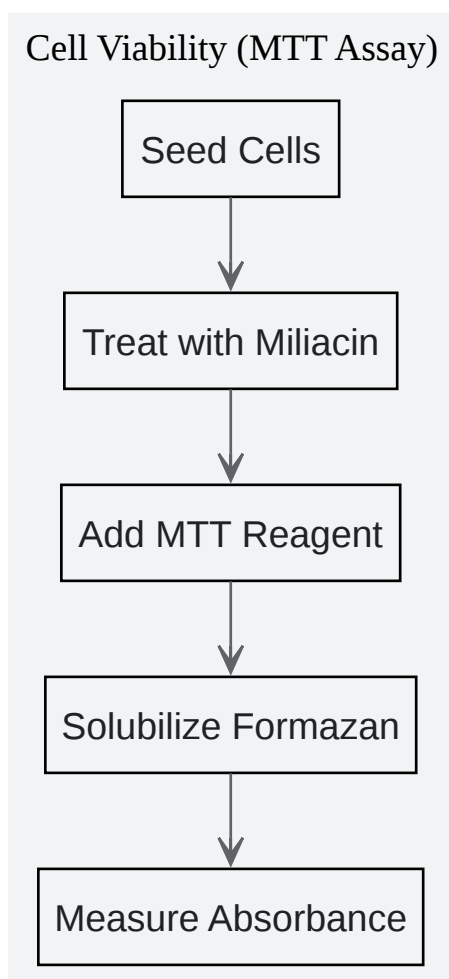 Cell Viability (MTT Assay)
Seed Cells
Treat with Miliacin
Add MTT Reagent
Solubilize Formazan
Measure Absorbance